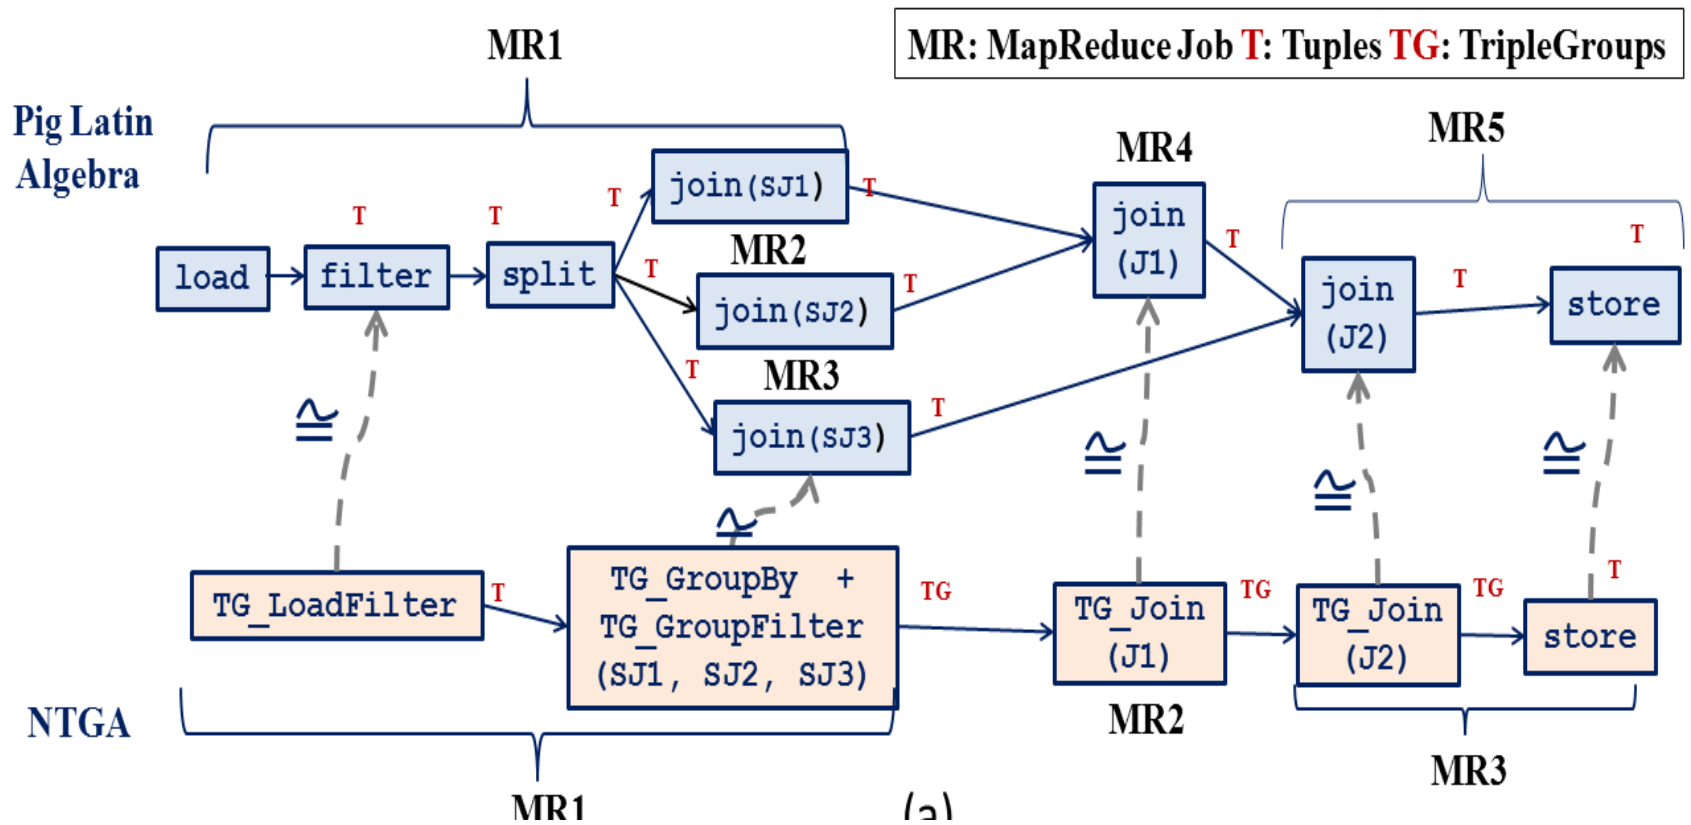 MR: MapReduce Job T: Tuples TG: TripleGroups
MR1
Pig Latin
Algebra
MR4
MR5
T
T
T
join(SJ1)
T
join
(J1)
T
T
load
filter
split
T
MR2
join(SJ2)
T
join
(J2)
T
store
T
MR3
join(SJ3)
T
≅
≅
≅
≅
≅
TG_LoadFilter
T
TG_GroupBy +
TG_GroupFilter
(SJ1, SJ2, SJ3)
TG
TG_Join
(J1)
TG
TG_Join
(J2)
TG
T
store
NTGA
MR2
MR3
MR1
(a)